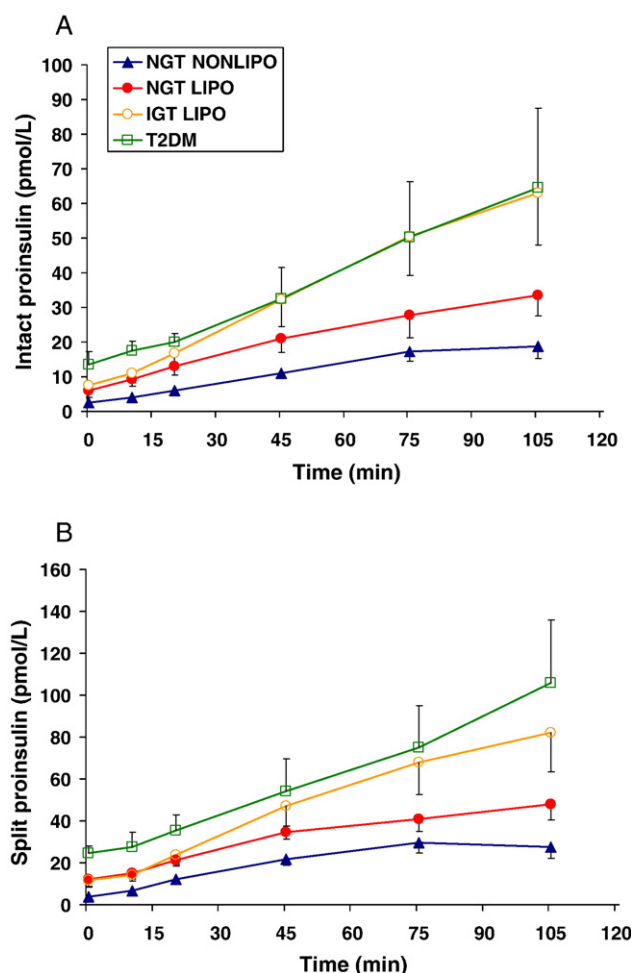 A
NGT NONLIPO
NGT LIPO
IGT LIPO
T2DM
Intact proinsulin (pmol/L)
100
90
80
70
60
50
40
30
20
10
0
0 15 30 45 60 75 90 105 120
Time (min)
B
Split proinsulin (pmol/L)
160
140
120
100
80
60
40
20
0
0 15 30 45 60 75 90 105 120
Time (min)